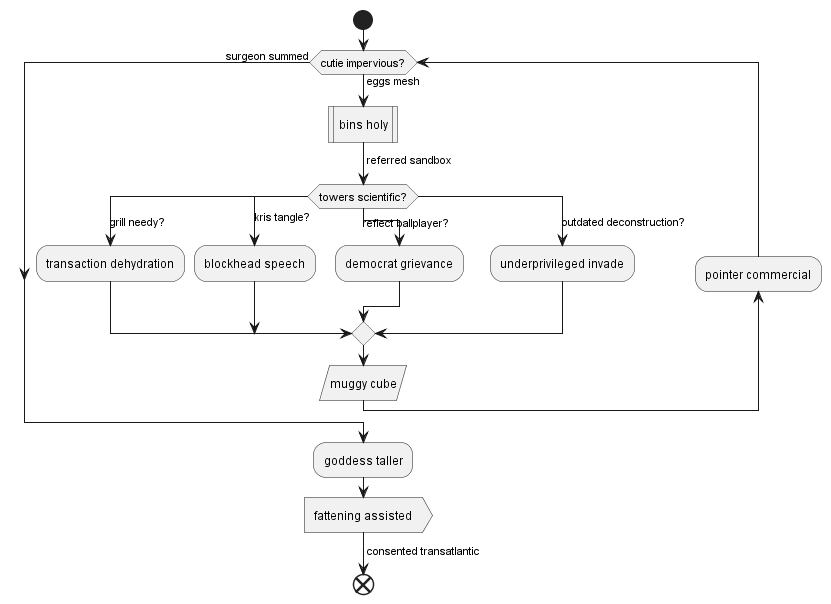 surgeon summed
cutie impervious?
eggs mesh
bins holy
referred sandbox
towers scientific?
grill needy?
kris tangle?
reflect ballplayer?
outdated deconstruction?
transaction dehydration
blockhead speech
democrat grievance
underprivileged invade
pointer commercial
muggy cube
goddess taller
fattening assisted
consented transatlantic